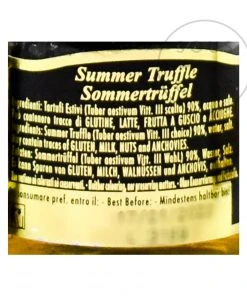 Summer Truffle
Sommertrüffel
Ingredienti: Tartufi Estivi (Tuber aestivum Vitt. III scelta) 90%, acqua e sale.
contenere tracce di GLUTINE, LATTE, FRUTTA A GUSCIO e ACCIUGHE.
Summer Truffle (Tuber aestivum Vitt. III choice) 90%, water,
contain traces of GLUTEN, MILK, NUTS and ANCHOVIES.
Sommertrüffel (Tuber aestivum Vitt. III Wahl) 90%, Wasser, Salz.
Kann Spuren von GLUTEN, MILCH, WALNÜSSEN und ANCHOVIS,
consumare pref. entro il: - Best Before: - Mindestens haltbar bis: